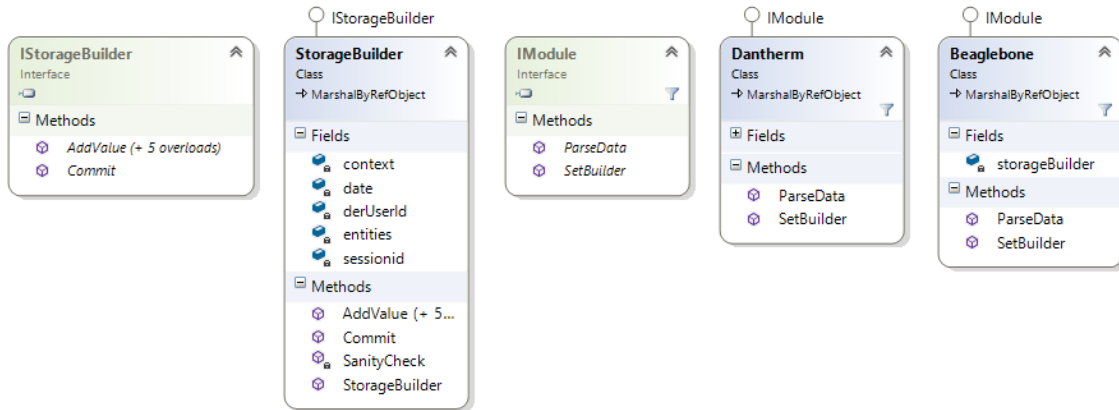 IStorageBuilder
Interface
Methods
AddValue (+ 5 overloads)
Commit
IStorageBuilder
StorageBuilder
Class
MarshalByRefObject
Fields
context
date
derUserId
entities
sessionid
Methods
AddValue (+ 5...
Commit
SanityCheck
StorageBuilder
IModule
Interface
Methods
ParseData
SetBuilder
IModule
Dantherm
Class
MarshalByRefObject
Fields
Methods
ParseData
SetBuilder
IModule
Beaglebone
Class
MarshalByRefObject
Fields
storageBuilder
Methods
ParseData
SetBuilder